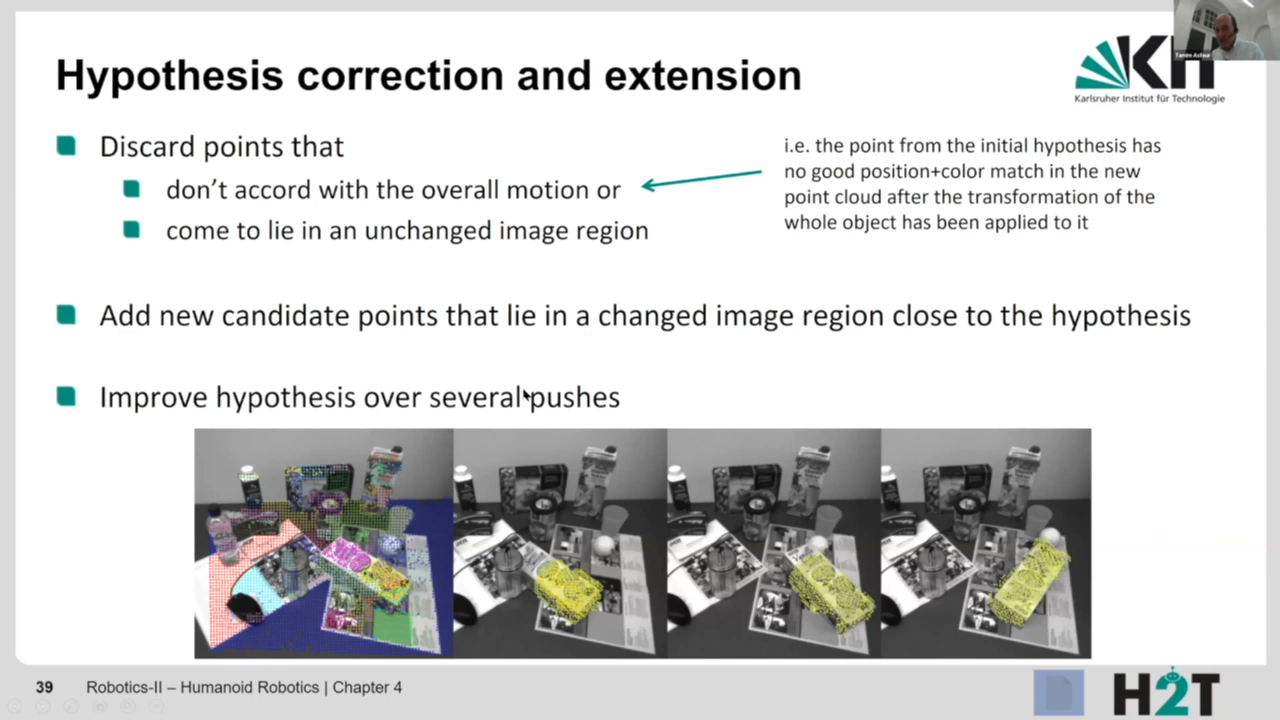 Hypothesis correction and extension
KIT
Karlsruher Institut für Technologie
Discard points that
don't accord with the overall motion or
come to lie in an unchanged image region
i.e. the point from the initial hypothesis has
no good position+color match in the new
point cloud after the transformation of the
whole object has been applied to it
Add new candidate points that lie in a changed image region close to the hypothesis
Improve hypothesis over several pushes
39
Robotics-II – Humanoid Robotics | Chapter 4
H2T